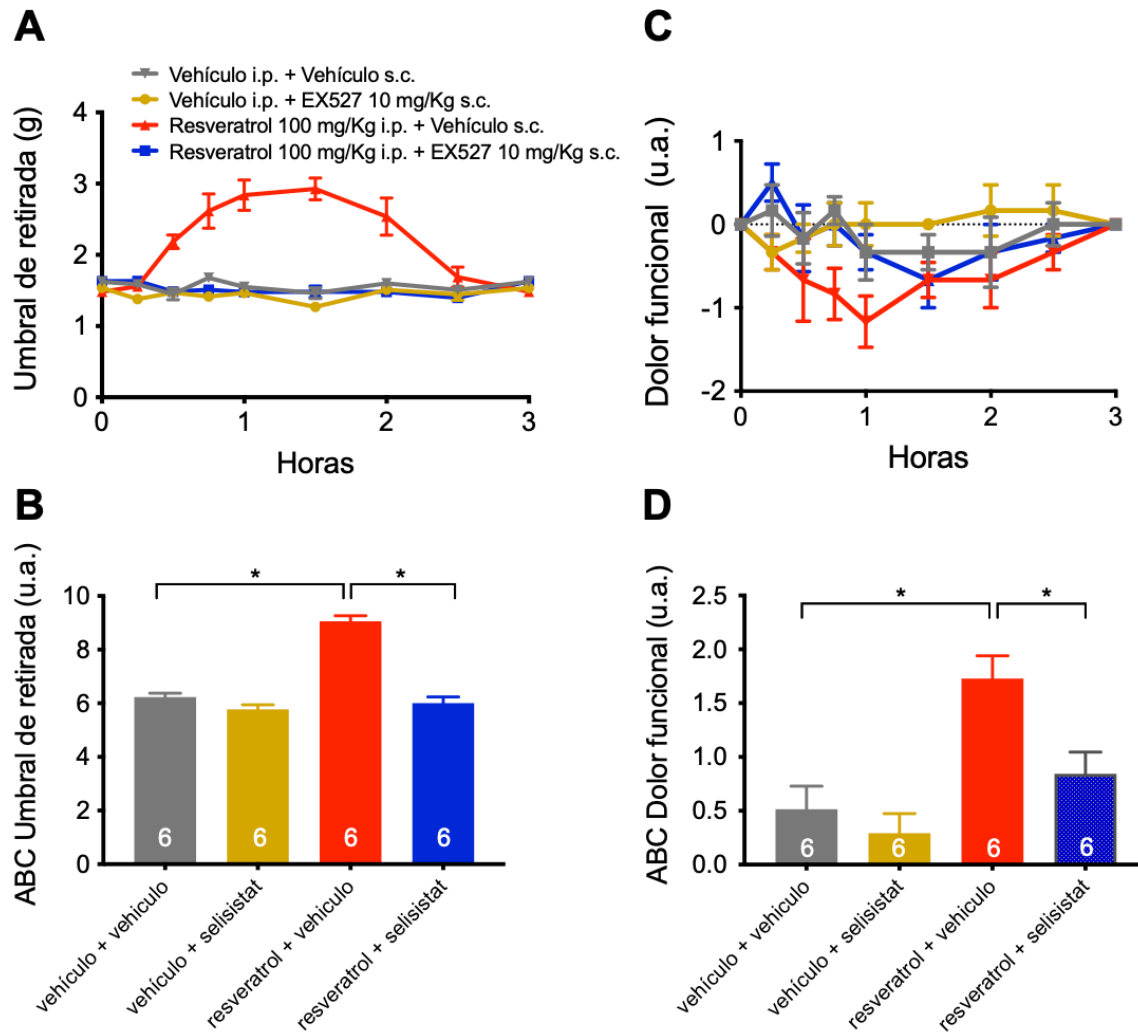 A
Vehículo i.p. + Vehículo s.c.
Vehículo i.p. + EX527 10 mg/Kg s.c.
Resveratrol 100 mg/Kg i.p. + Vehículo s.c.
Resveratrol 100 mg/Kg i.p. + EX527 10 mg/Kg s.c.
Umbral de retirada (g)
4
3
2
1
0
0 1 2 3
Horas
C
Dolor funcional (u.a.)
1
0
-1
-2
0 1 2 3
Horas
B
ABC Umbral de retirada (u.a.)
10
8
6
4
2
0
* *
6 6 6 6
vehículo + vehiculo
vehículo + selisistat
resveratrol + vehículo
resveratrol + selisistat
D
ABC Dolor funcional (u.a.)
2.5
2.0
1.5
1.0
0.5
0.0
* *
6 6 6 6
vehículo + vehiculo
vehículo + selisistat
resveratrol + vehículo
resveratrol + selisistat